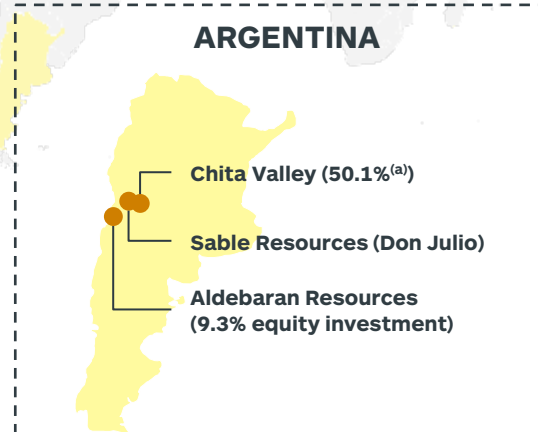 ARGENTINA
Chita Valley (50.1%(a))
Sable Resources (Don Julio)
Aldebaran Resources
(9.3% equity investment)